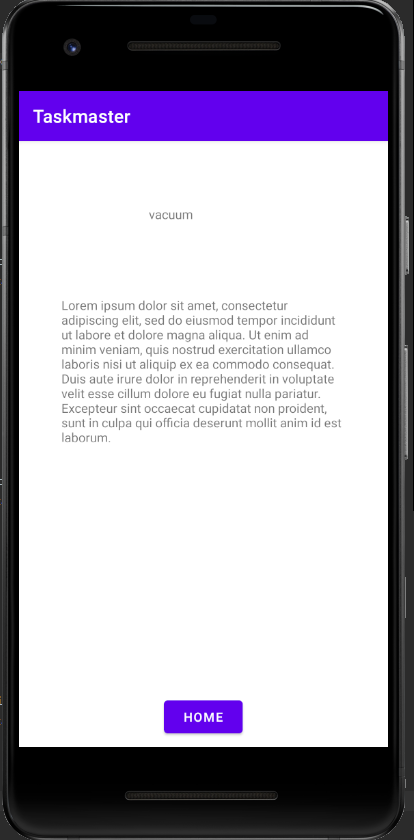 Taskmaster
vacuum
Lorem ipsum dolor sit amet, consectetur
adipiscing elit, sed do eiusmod tempor incididunt
ut labore et dolore magna aliqua. Ut enim ad
minim veniam, quis nostrud exercitation ullamco
laboris nisi ut aliquip ex ea commodo consequat.
Duis aute irure dolor in reprehenderit in voluptate
velit esse cillum dolore eu fugiat nulla pariatur.
Excepteur sint occaecat cupidatat non proident,
sunt in culpa qui officia deserunt mollit anim id est
laborum.
HOME